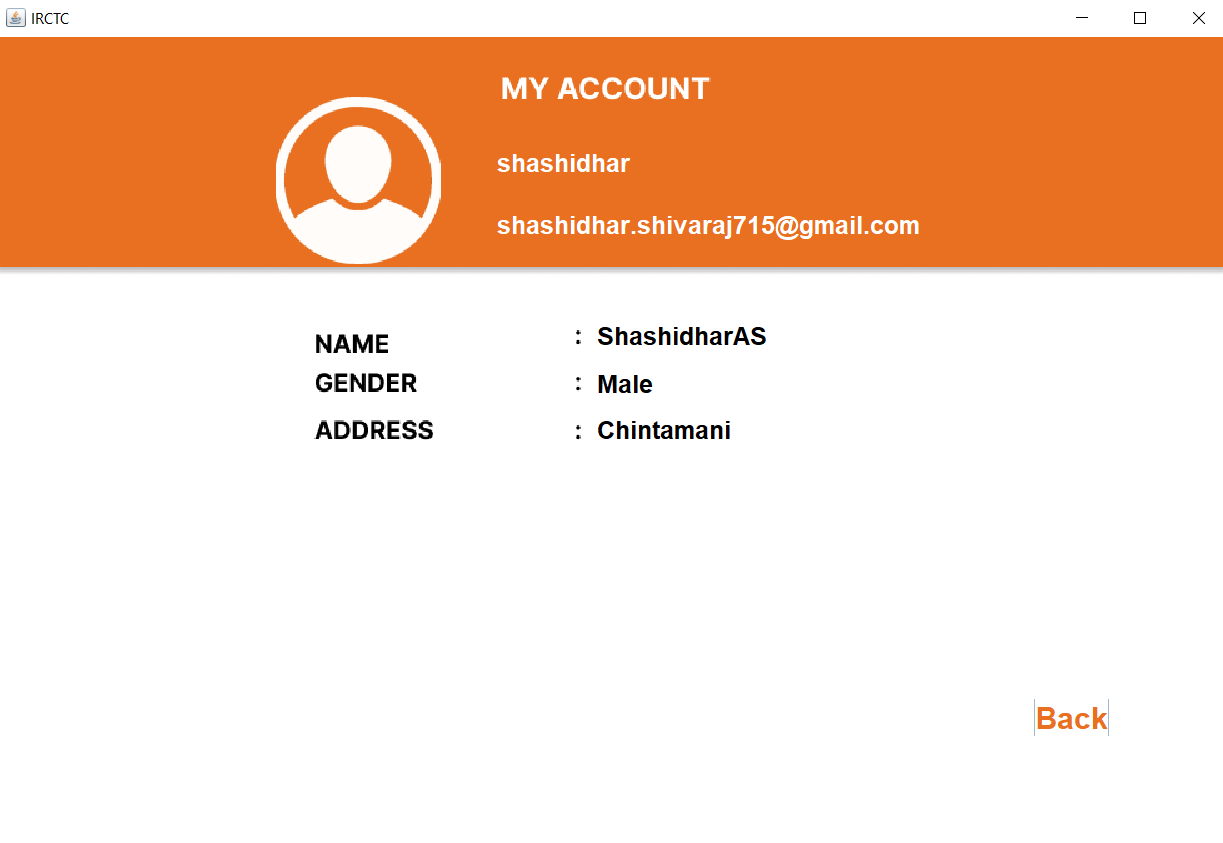 IRCTC
MY ACCOUNT
shashidhar
shashidhar.shivaraj715@gmail.com
NAME : ShashidharAS
GENDER : Male
ADDRESS : Chintamani
Back